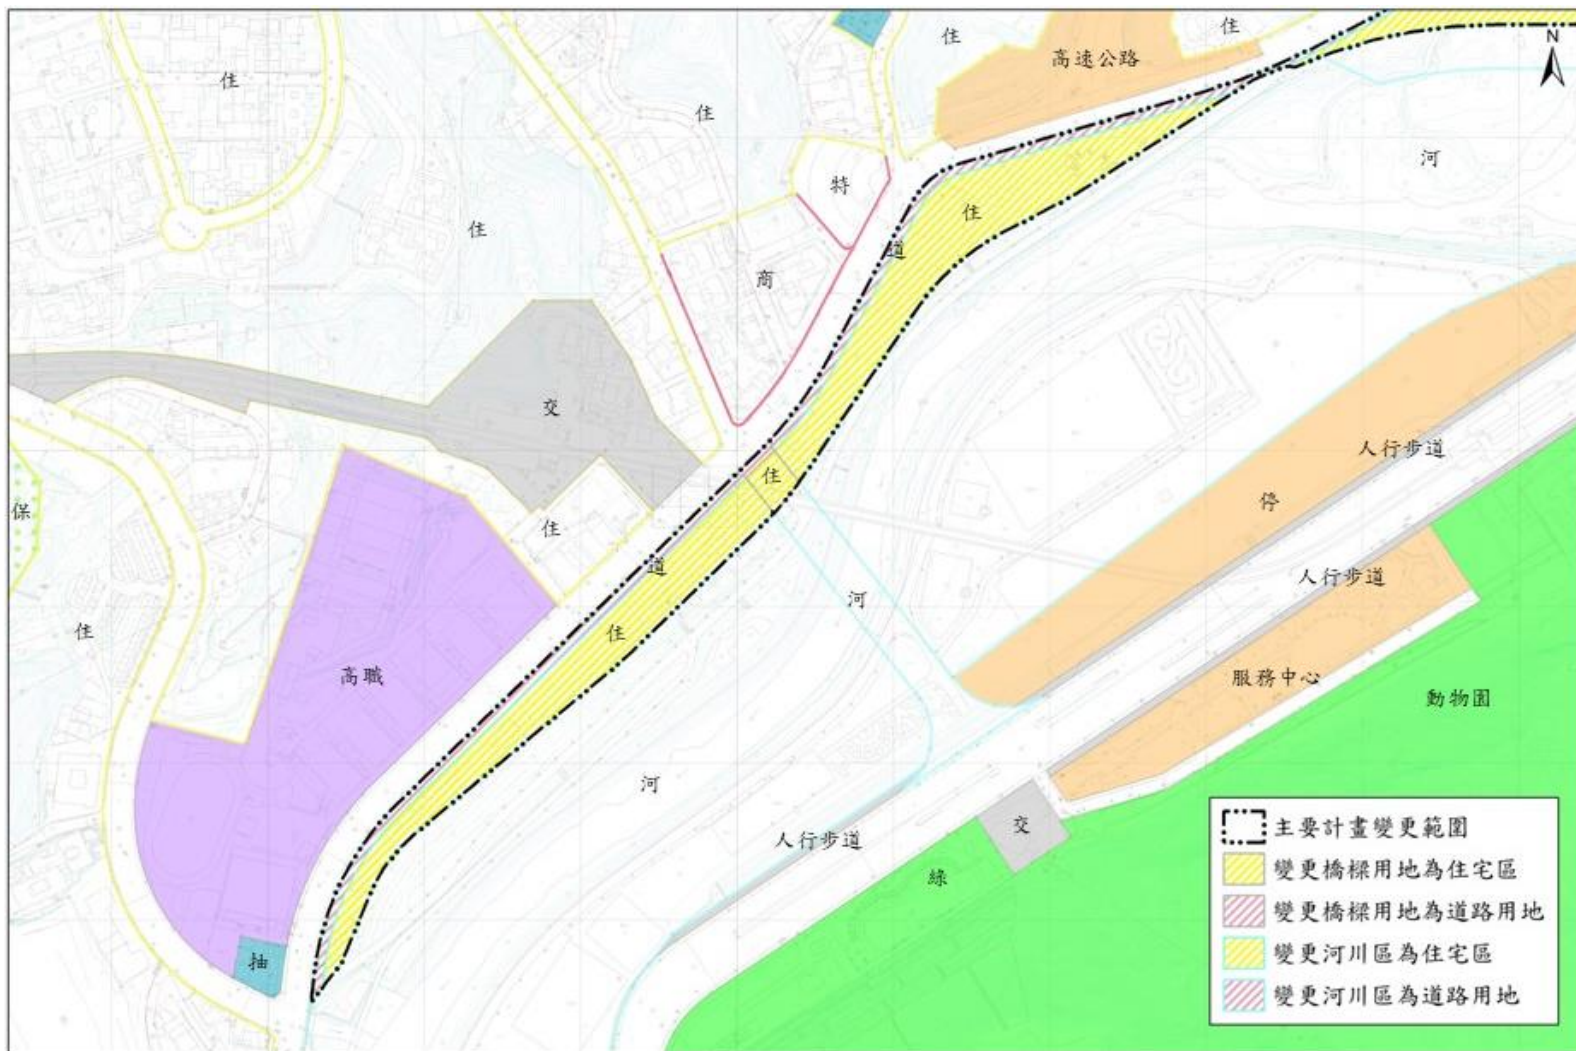 住
高速公路
住
N
住
住
河
特
住
住
道
商
交
人行步道
停
住
保
住
道
人行步道
河
住
住
高職
服務中心
動物園
河
交
人行步道
綠
抽
主要計畫變更範圍
變更橋樑用地為住宅區
變更橋樑用地為道路用地
變更河川區為住宅區
變更河川區為道路用地